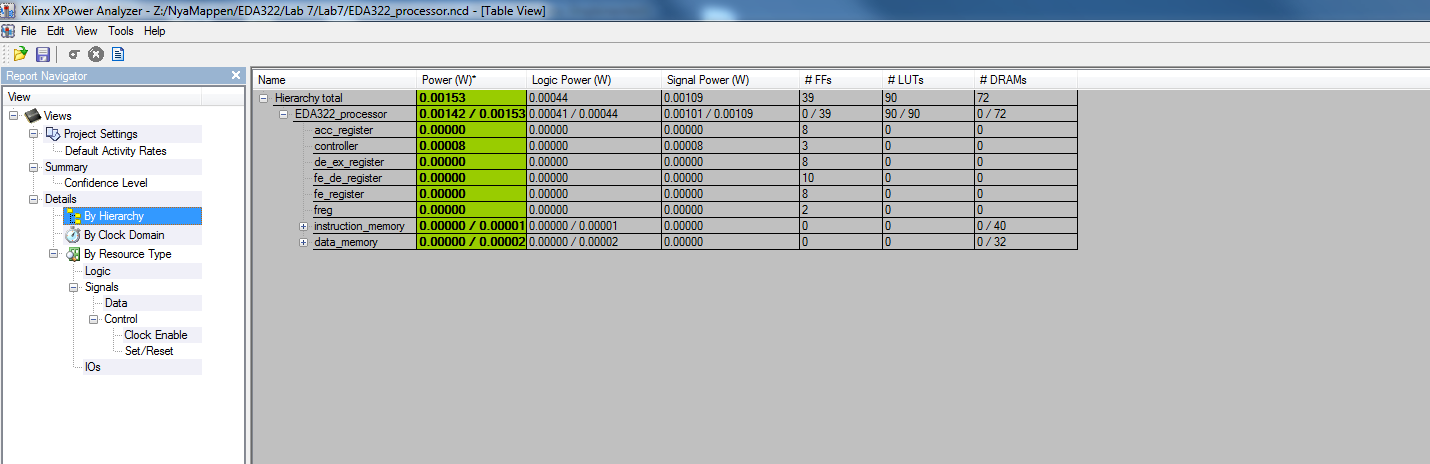 Xilinx XPower Analyzer - Z:/NyaMappen/EDA322/Lab 7/Lab7/EDA322_processor.ncd - [Table View]
File Edit View Tools Help
Report Navigator
View
Views
Project Settings
Default Activity Rates
Summary
Confidence Level
Details
By Hierarchy
By Clock Domain
By Resource Type
Logic
Signals
Data
Control
Clock Enable
Set/Reset
IOs
Name Power (W)* Logic Power (W) Signal Power (W) # FFs # LUTs # DRAMs
Hierarchy total 0.00153 0.00044 0.00109 39 90 72
EDA322_processor 0.00142 / 0.00153 0.00041 / 0.00044 0.00101 / 0.00109 0 / 39 90 / 90 0 / 72
acc_register 0.00000 0.00000 0.00000 8 0 0
controller 0.00008 0.00000 0.00008 3 0 0
de_ex_register 0.00000 0.00000 0.00000 8 0 0
fe_de_register 0.00000 0.00000 0.00000 10 0 0
fe_register 0.00000 0.00000 0.00000 8 0 0
freg 0.00000 0.00000 0.00000 2 0 0
instruction_memory 0.00000 / 0.00001 0.00000 / 0.00001 0.00000 0 0 0 / 40
data_memory 0.00000 / 0.00002 0.00000 / 0.00002 0.00000 0 0 0 / 32